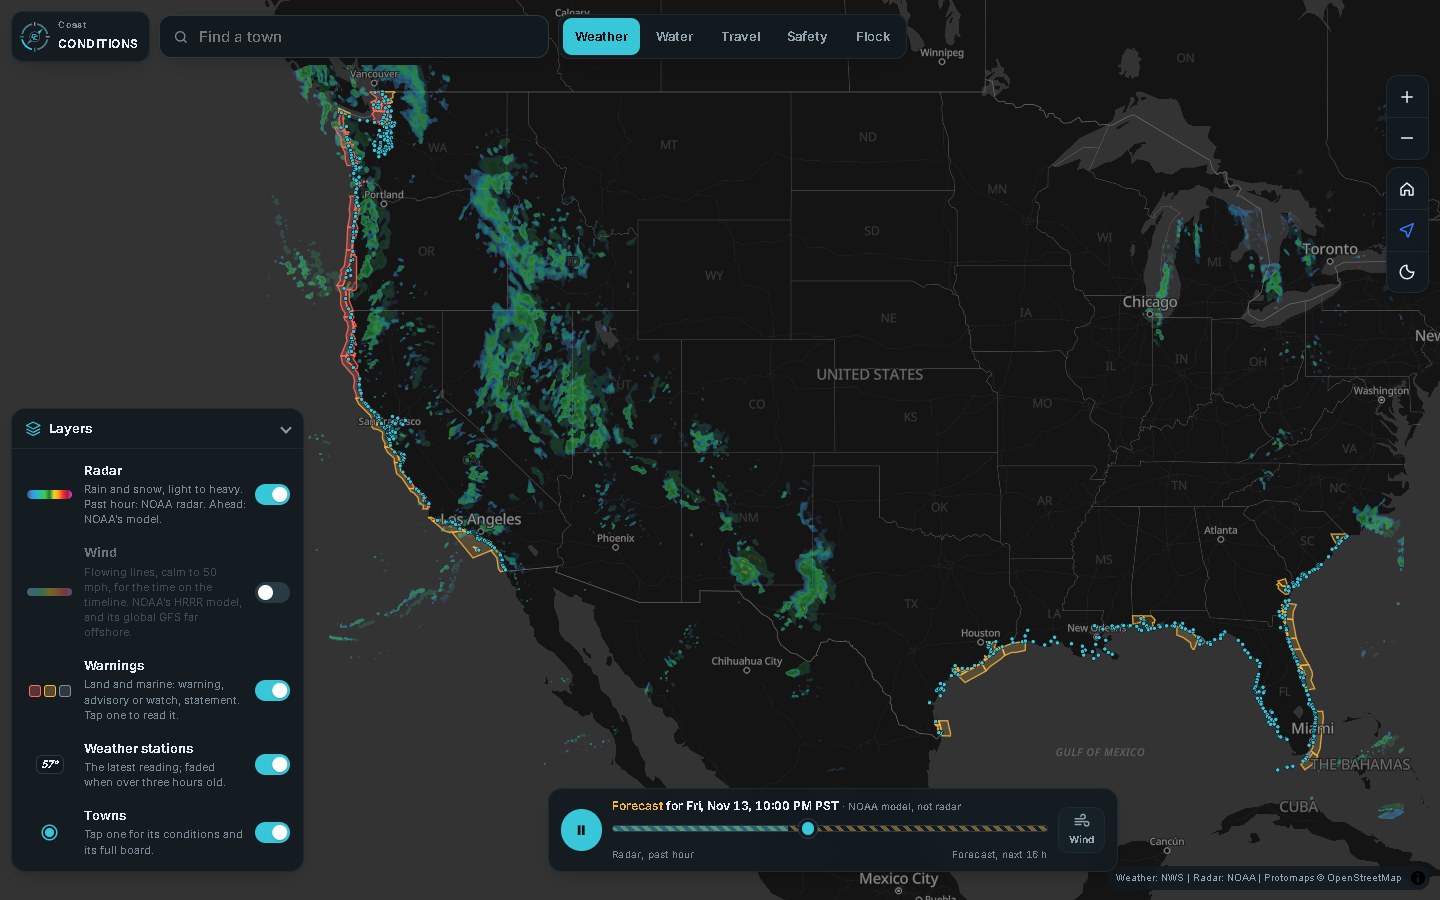 Coast
CONDITIONS
Find a town
Weather
Water
Travel
Safety
Flock
Calgary
Winnipeg
ON
Vancouver
WA
MT
ND
MN
Portland
OR
SD
WI
MI
Toronto
WY
Chicago
NE
IA
UNITED STATES
IL
IN
OH
New
UT
CO
KS
MO
Washington
San Francisco
VA
Los Angeles
NM
OK
AR
TN
NC
Phoenix
Atlanta
SC
MS
TX
LA
Houston
New Orleans
Chihuahua City
FL
Miami
GULF OF MEXICO
THE BAHAMAS
CUBA
Cancún
Mexico City
Puebla
Layers
Radar
Rain and snow, light to heavy.
Past hour: NOAA radar. Ahead:
NOAA's model.
Wind
Flowing lines, calm to 50
mph, for the time on the
timeline. NOAA's HRRR model,
and its global GFS far
offshore.
Warnings
Land and marine: warning,
advisory or watch, statement.
Tap one to read it.
57°
Weather stations
The latest reading; faded
when over three hours old.
Towns
Tap one for its conditions and
its full board.
Forecast for Fri, Nov 13, 10:00 PM PST · NOAA model, not radar
Radar, past hour
Forecast, next 16 h
Wind
Weather: NWS | Radar: NOAA | Protomaps © OpenStreetMap